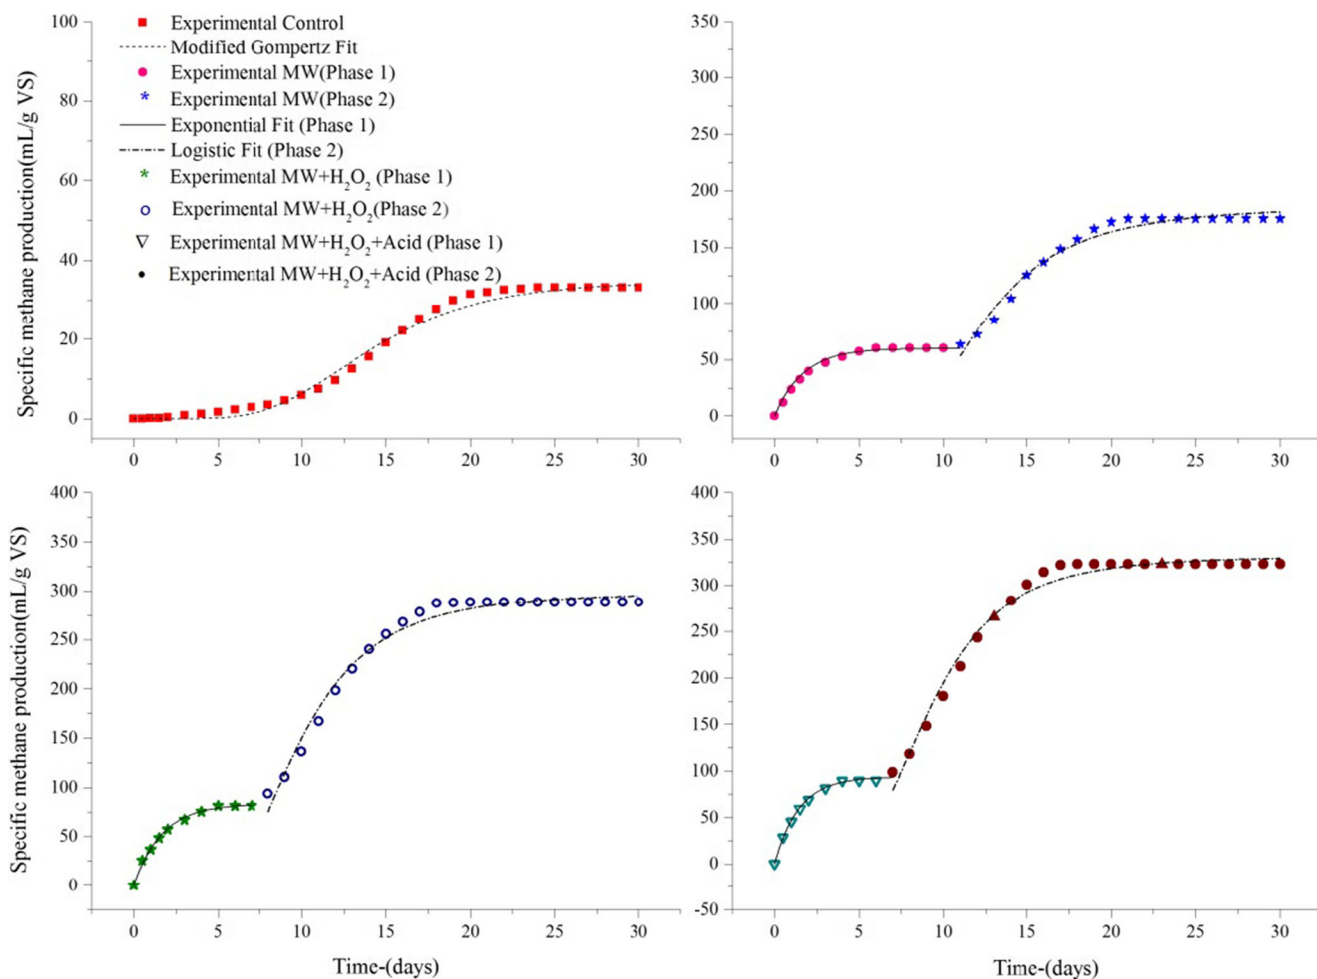 100
80
60
40
20
0
Specific methane production(mL/g VS)
Experimental Control
Modified Gompertz Fit
Experimental MW(Phase 1)
Experimental MW(Phase 2)
Exponential Fit (Phase 1)
Logistic Fit (Phase 2)
Experimental MW+H₂O₂ (Phase 1)
Experimental MW+H₂O₂(Phase 2)
Experimental MW+H₂O₂+Acid (Phase 1)
Experimental MW+H₂O₂+Acid (Phase 2)
0 5 10 15 20 25 30
350
300
250
200
150
100
50
0
0 5 10 15 20 25 30
400
350
300
250
200
150
100
50
0
Specific methane production(mL/g VS)
0 5 10 15 20 25 30
Time-(days)
400
350
300
250
200
150
100
50
0
-50
0 5 10 15 20 25 30
Time-(days)